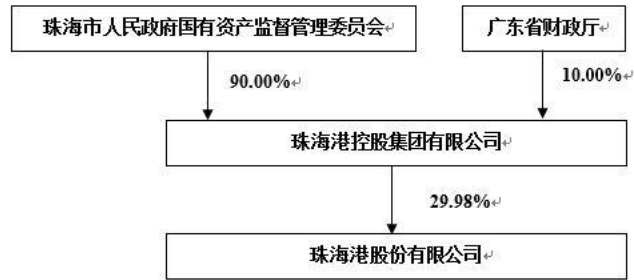 珠海市人民政府国有资产监督管理委员会
广东省财政厅
90.00%
10.00%
珠海港控股集团有限公司
29.98%
珠海港股份有限公司